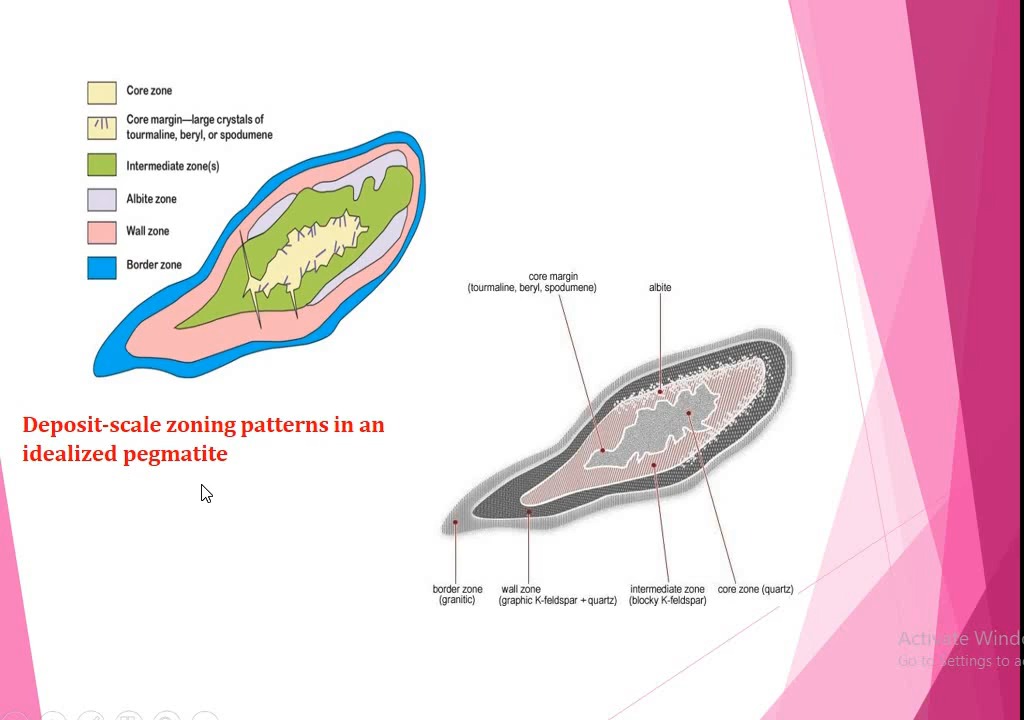 Core zone
Core margin—large crystals of
tourmaline, beryl, or spodumene
Intermediate zone(s)
Albite zone
Wall zone
Border zone
core margin
(tourmaline, beryl, spodumene)
albite
Deposit-scale zoning patterns in an
idealized pegmatite
border zone
(granitic)
wall zone
(graphic K-feldspar + quartz)
intermediate zone
(blocky K-feldspar)
core zone (quartz)
Activate Windo
Go to Settings to a